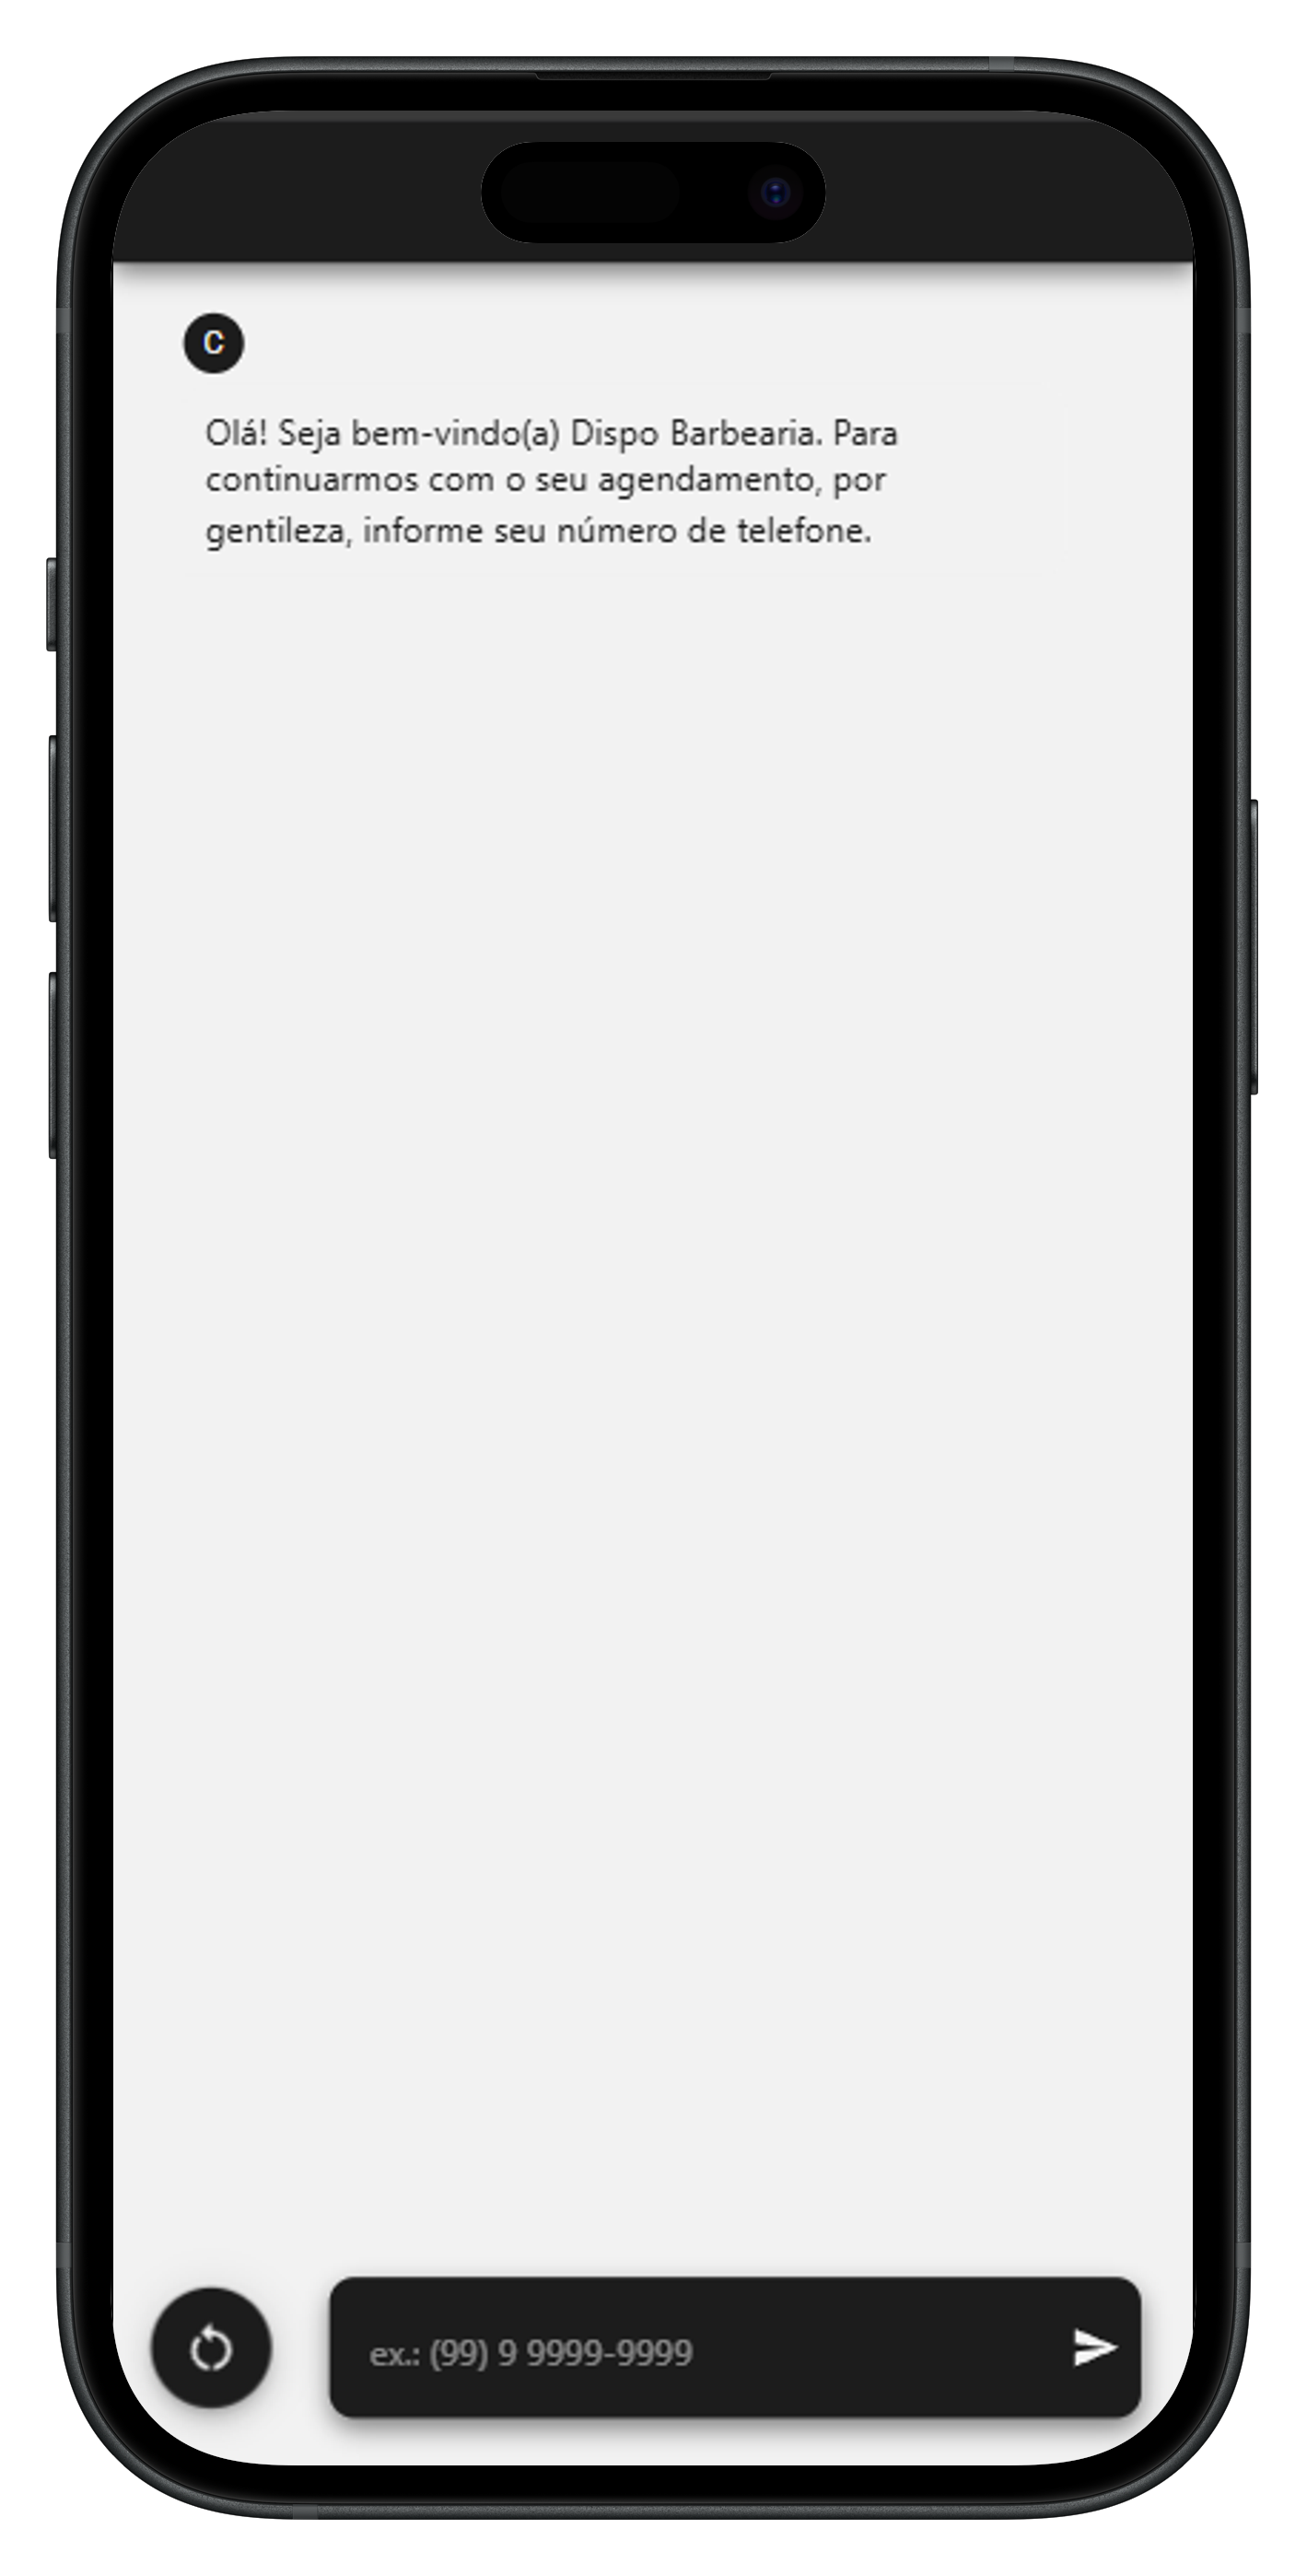 C
Olá! Seja bem-vindo(a) Dispo Barbearia. Para
continuarmos com o seu agendamento, por
gentileza, informe seu número de telefone.
ex.: (99) 9 9999-9999